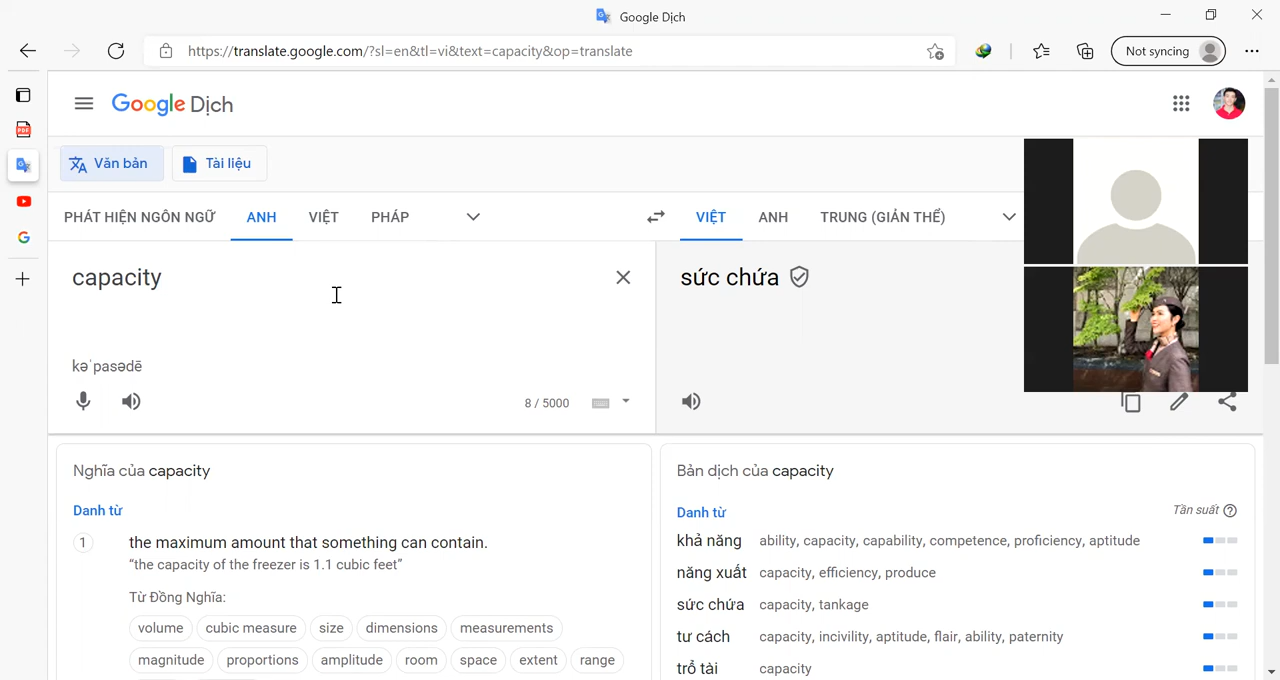 Google Dịch
https://translate.google.com/?sl=en&tl=vi&text=capacity&op=translate
Not syncing
Google Dịch
Văn bản
Tài liệu
PHÁT HIỆN NGÔN NGỮ ANH VIỆT PHÁP
VIỆT ANH TRUNG (GIẢN THỂ)
capacity
sức chứa
kəˈpasədē
8 / 5000
Nghĩa của capacity
Danh từ
1 the maximum amount that something can contain.
“the capacity of the freezer is 1.1 cubic feet”
Từ Đồng Nghĩa:
volume cubic measure size dimensions measurements
magnitude proportions amplitude room space extent range
Bản dịch của capacity
Danh từ Tần suất
khả năng ability, capacity, capability, competence, proficiency, aptitude
năng xuất capacity, efficiency, produce
sức chứa capacity, tankage
tư cách capacity, incivility, aptitude, flair, ability, paternity
trổ tài capacity